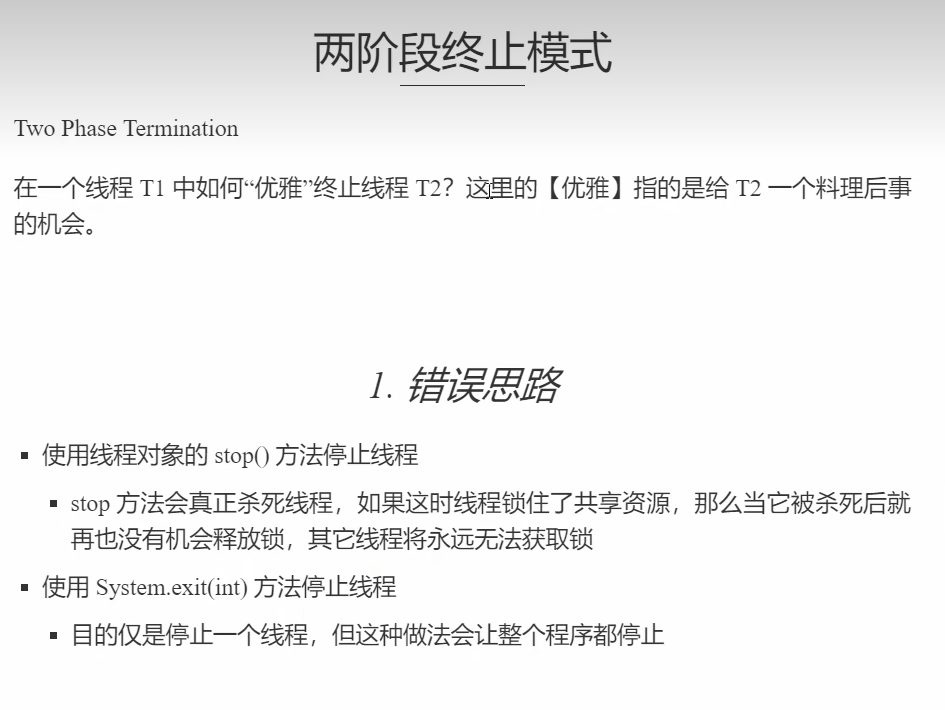 两阶段终止模式
Two Phase Termination
在一个线程 T1 中如何“优雅”终止线程 T2？这里的【优雅】指的是给 T2 一个料理后事
的机会。
1. 错误思路
▪ 使用线程对象的 stop() 方法停止线程
▪ stop 方法会真正杀死线程，如果这时线程锁住了共享资源，那么当它被杀死后就
再也没有机会释放锁，其它线程将永远无法获取锁
▪ 使用 System.exit(int) 方法停止线程
▪ 目的仅是停止一个线程，但这种做法会让整个程序都停止